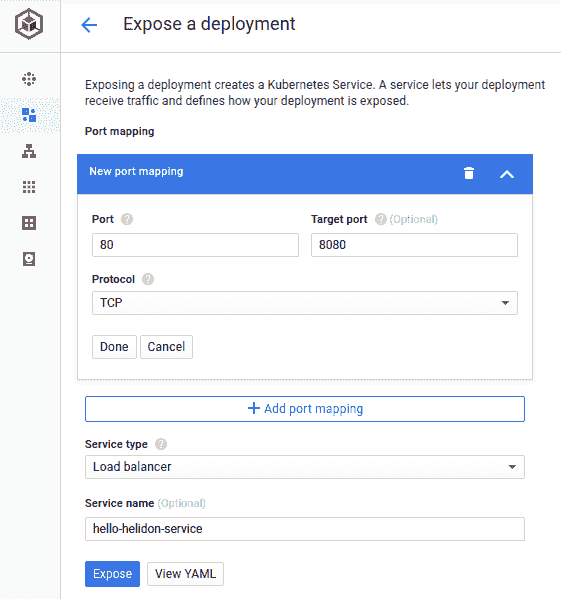 Expose a deployment
Exposing a deployment creates a Kubernetes Service. A service lets your deployment
receive traffic and defines how your deployment is exposed.
Port mapping
New port mapping
Port ? Target port ? (Optional)
80 8080
Protocol ?
TCP
Done Cancel
+ Add port mapping
Service type ?
Load balancer
Service name (Optional)
hello-helidon-service
Expose View YAML